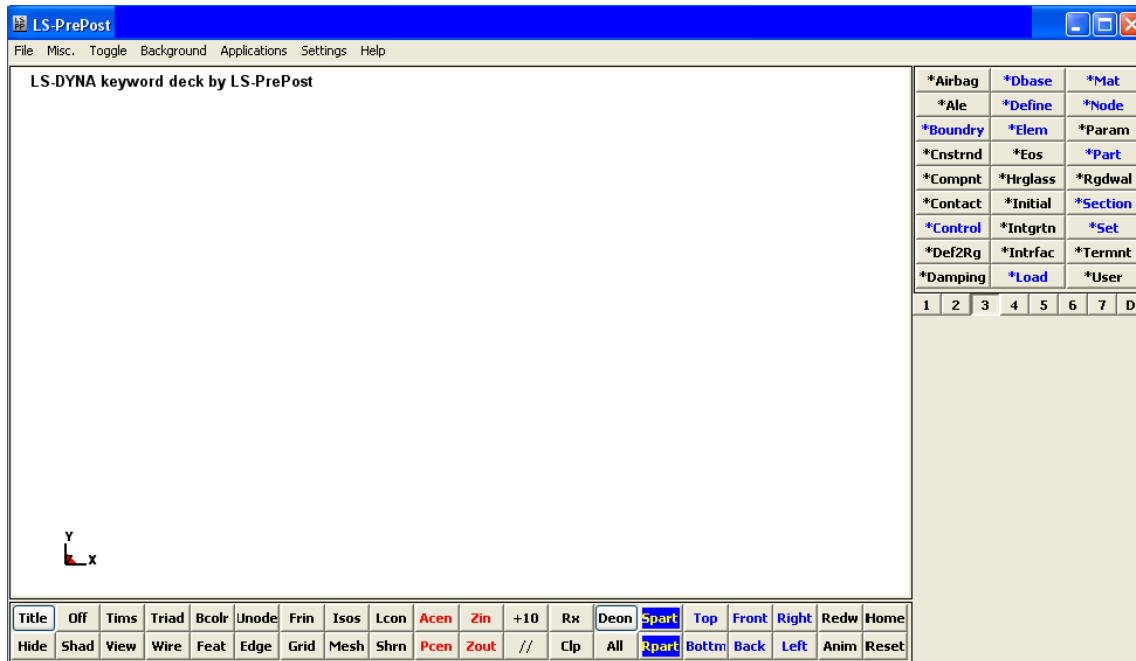 LS-PrePost
File Misc. Toggle Background Applications Settings Help
LS-DYNA keyword deck by LS-PrePost
*Airbag *Dbase *Mat
*Ale *Define *Node
*Boundry *Elem *Param
*Cnstrnd *Eos *Part
*Compnt *Hrglass *Rgdwal
*Contact *Initial *Section
*Control *Intgrtn *Set
*Def2Rg *Intrfac *Termnt
*Damping *Load *User
1 2 3 4 5 6 7 D
Y
X
Title Off Tims Triad Bcolr Unode Frin Isos Lcon Acen Zin +10 Rx Deon Spart Top Front Right Redw Home
Hide Shad View Wire Feat Edge Grid Mesh Shrn Pcen Zout // Clp All Rpart Bottm Back Left Anim Reset